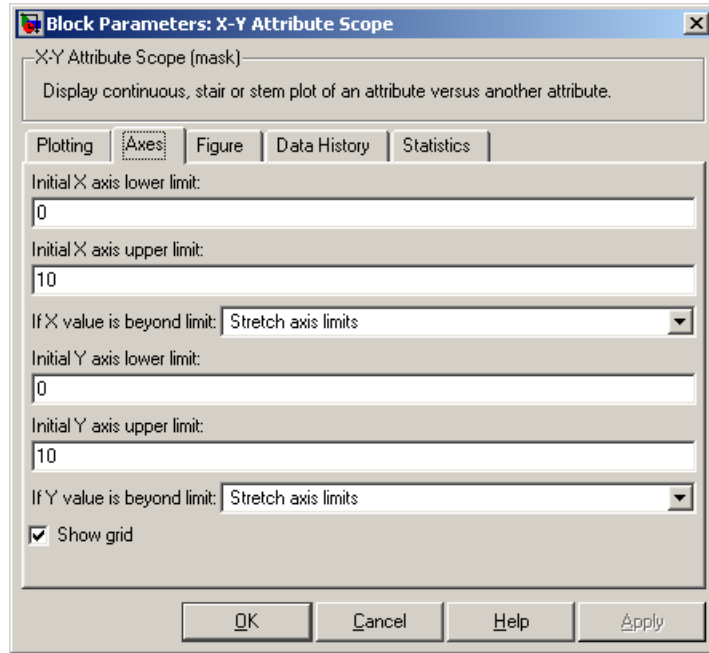 Block Parameters: X-Y Attribute Scope
X-Y Attribute Scope (mask)
Display continuous, stair or stem plot of an attribute versus another attribute.
Plotting Axes Figure Data History Statistics
Initial X axis lower limit:
0
Initial X axis upper limit:
10
If X value is beyond limit: Stretch axis limits
Initial Y axis lower limit:
0
Initial Y axis upper limit:
10
If Y value is beyond limit: Stretch axis limits
Show grid
OK Cancel Help Apply